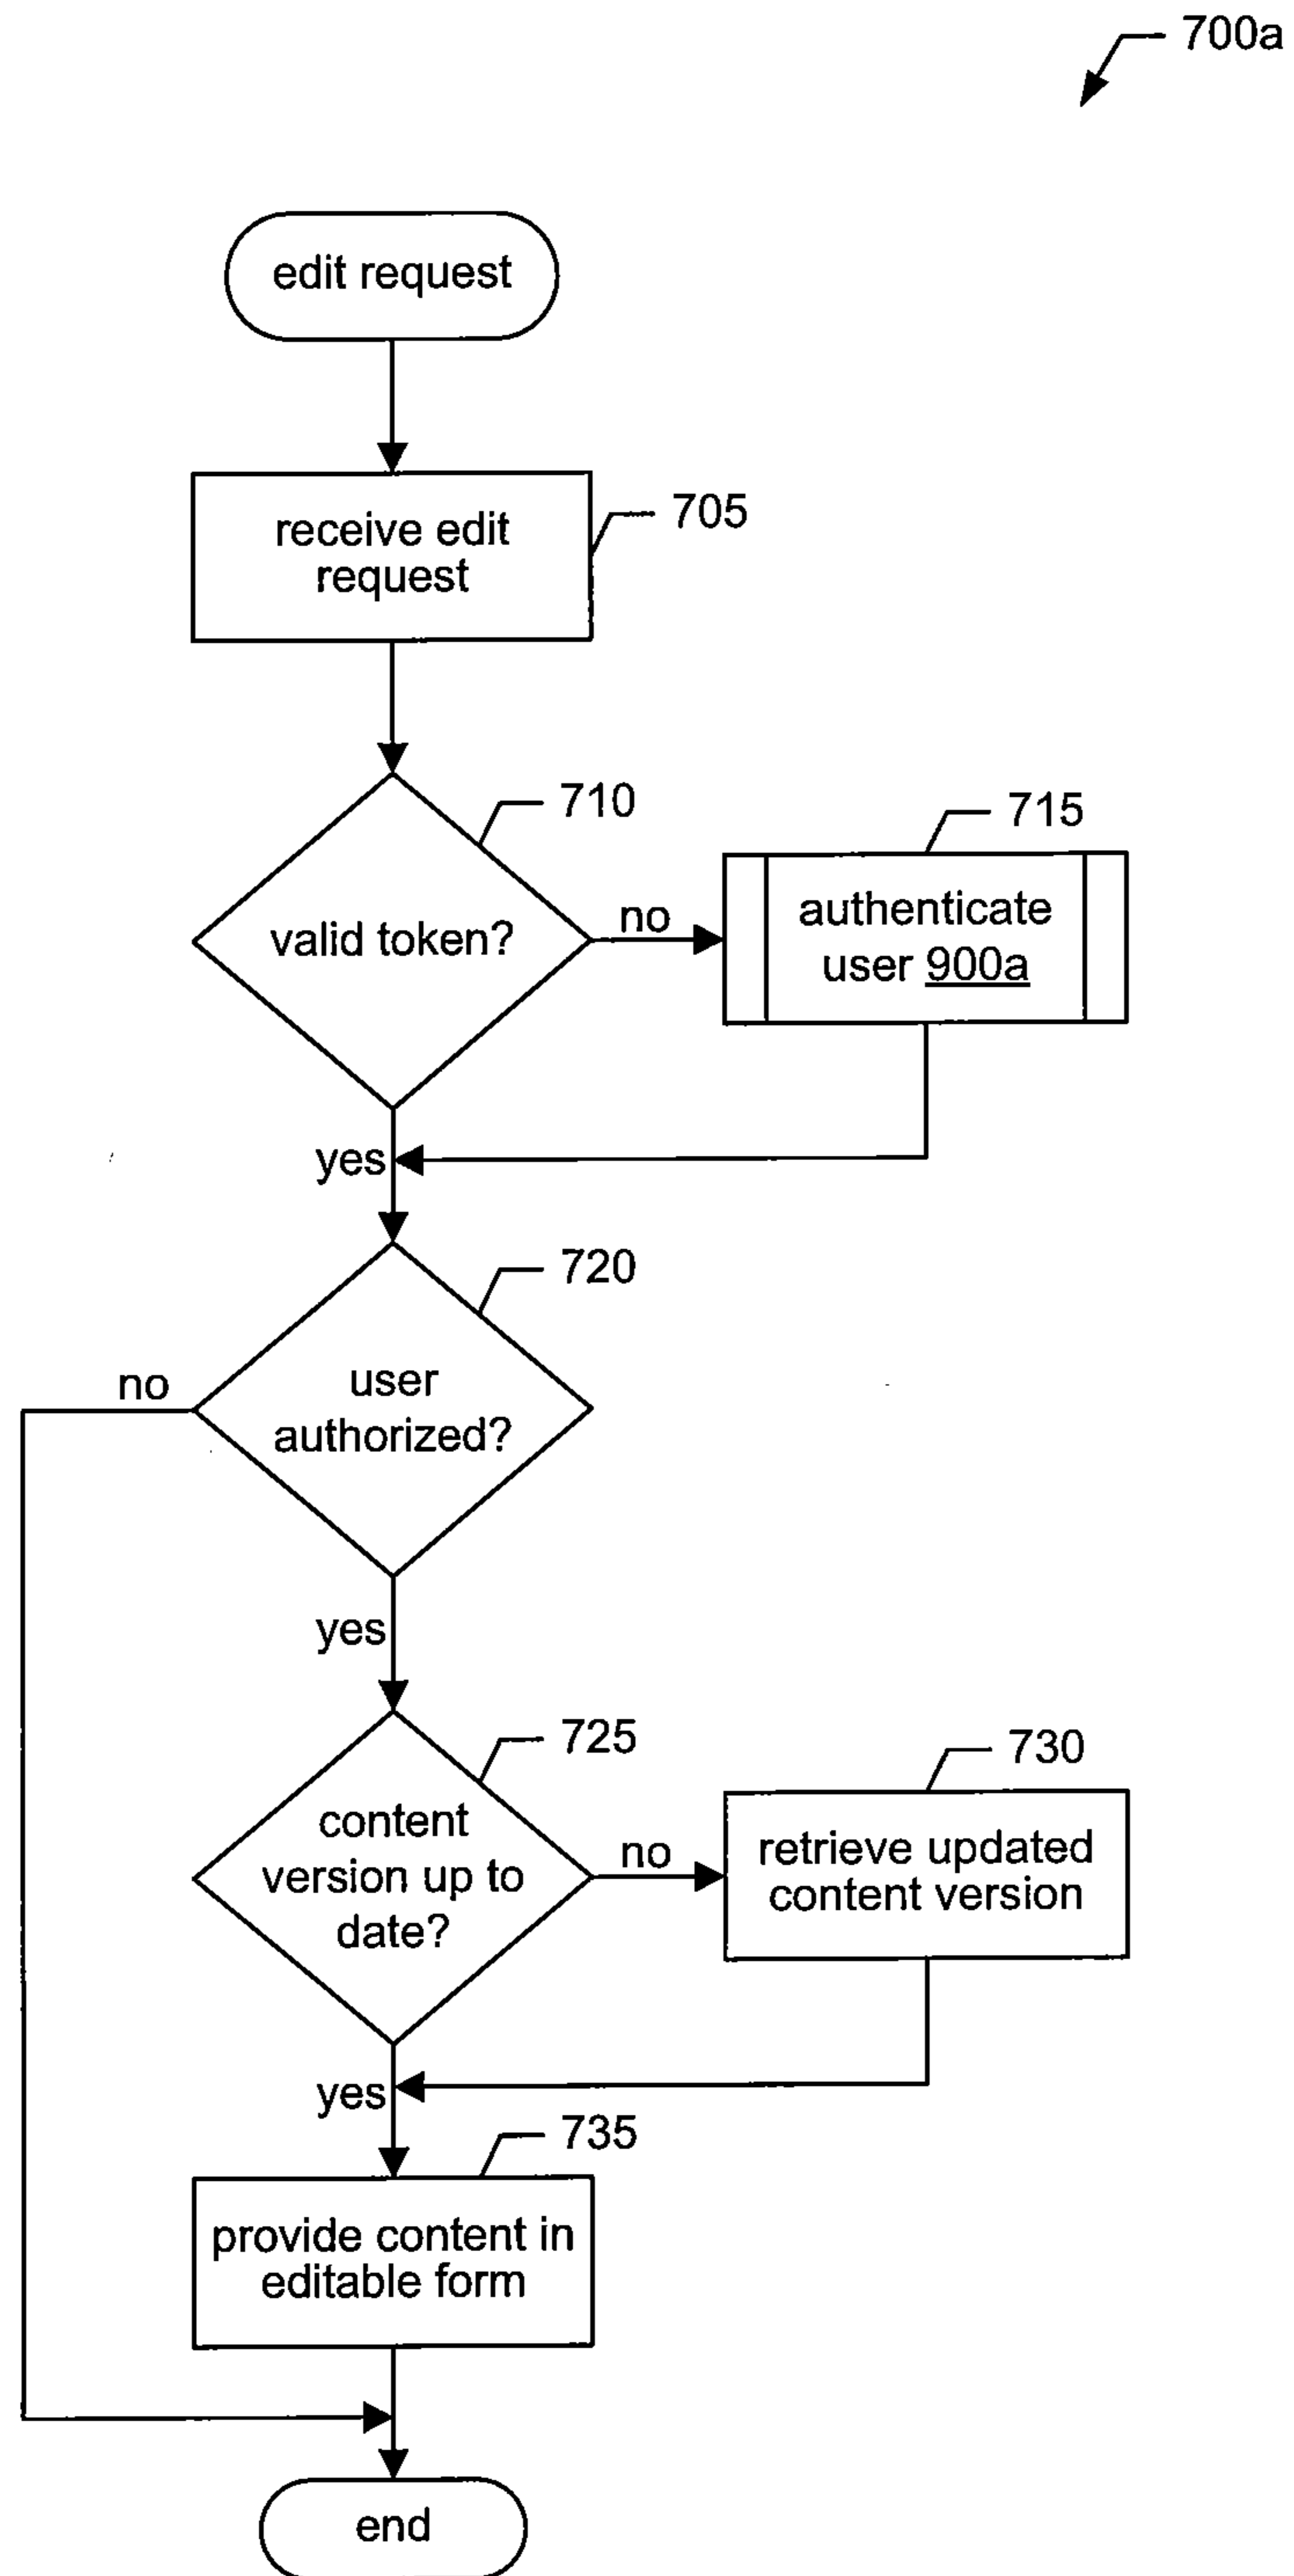 700a
edit request
receive edit
request
705
710
valid token?
no
715
authenticate
user 900a
yes
720
user
authorized?
no
yes
725
content
version up to
date?
no
730
retrieve updated
content version
yes
735
provide content in
editable form
end